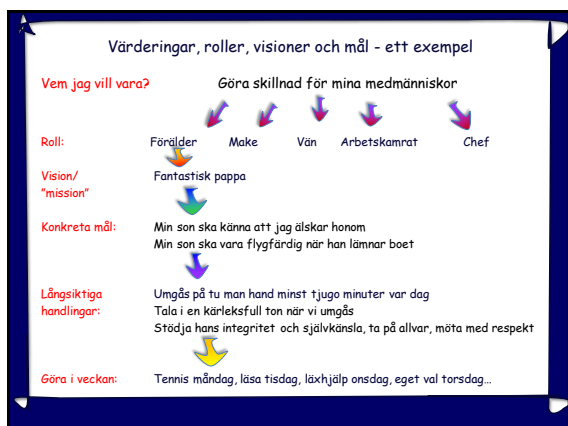 Värderingar, roller, visioner och mål - ett exempel
Vem jag vill vara? Göra skillnad för mina medmänniskor
Roll: Förälder Make Vän Arbetskamrat Chef
Vision/ Fantastisk pappa
"mission"
Konkreta mål: Min son ska känna att jag älskar honom
Min son ska vara flygfärdig när han lämnar boet
Långsiktiga Umgås på tu man hand minst tjugo minuter var dag
handlingar: Tala i en kärleksfull ton när vi umgås
Stödja hans integritet och självkänsla, ta på allvar, möta med respekt
Göra i veckan: Tennis måndag, läsa tisdag, läxhjälp onsdag, eget val torsdag…